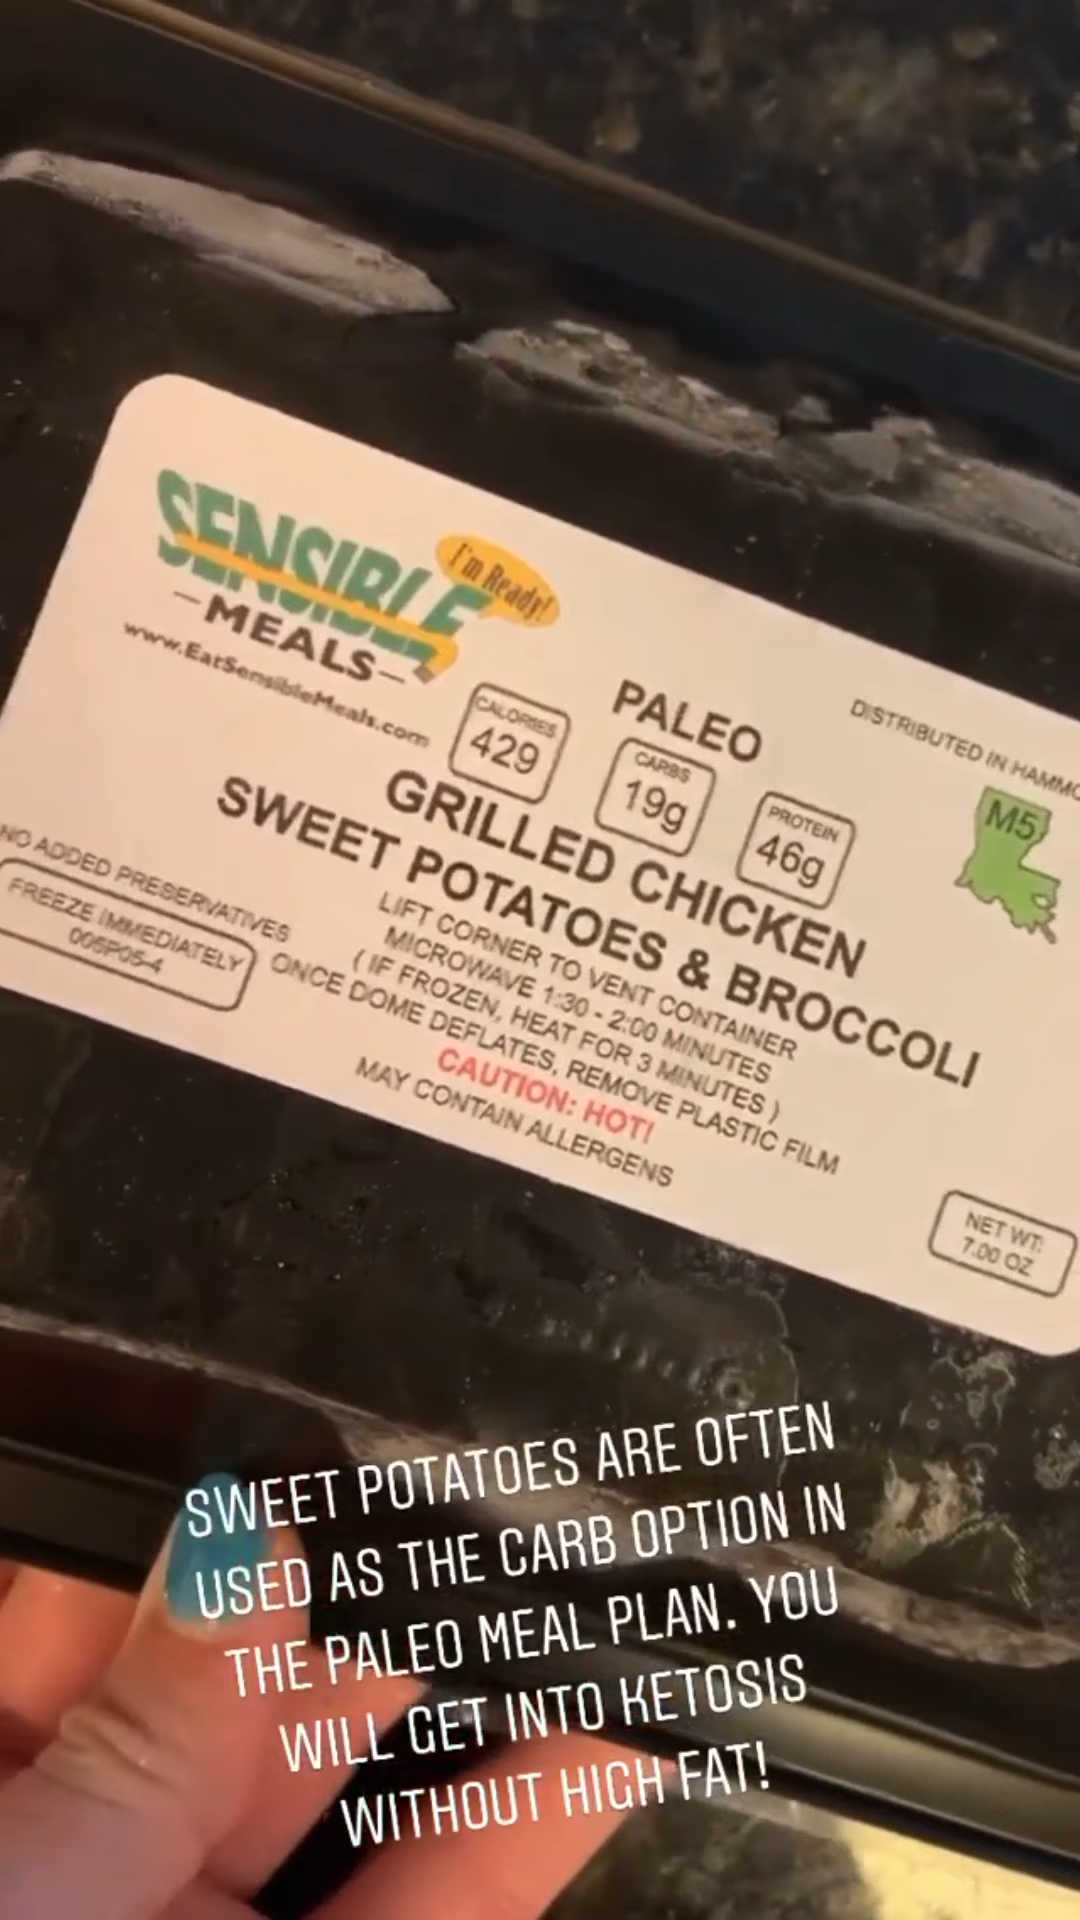 SENSIBLE
I'm Ready!
-MEALS-
www.EatSensibleMeals.com
PALEO
DISTRIBUTED IN
CALORIES
429
CARBS
19g
PROTEIN
46g
M5
GRILLED CHICKEN
SWEET POTATOES & BROCCOLI
NO ADDED PRESERVATIVES
FREEZE IMMEDIATELY
005P05-4
LIFT CORNER TO VENT CONTAINER
MICROWAVE 1:30 - 2:00 MINUTES
( IF FROZEN, HEAT FOR 3 MINUTES )
ONCE DOME DEFLATES, REMOVE PLASTIC FILM
CAUTION: HOT!
MAY CONTAIN ALLERGENS
NET WT:
7.00 OZ
SWEET POTATOES ARE OFTEN
USED AS THE CARB OPTION IN
THE PALEO MEAL PLAN. YOU
WILL GET INTO KETOSIS
WITHOUT HIGH FAT!